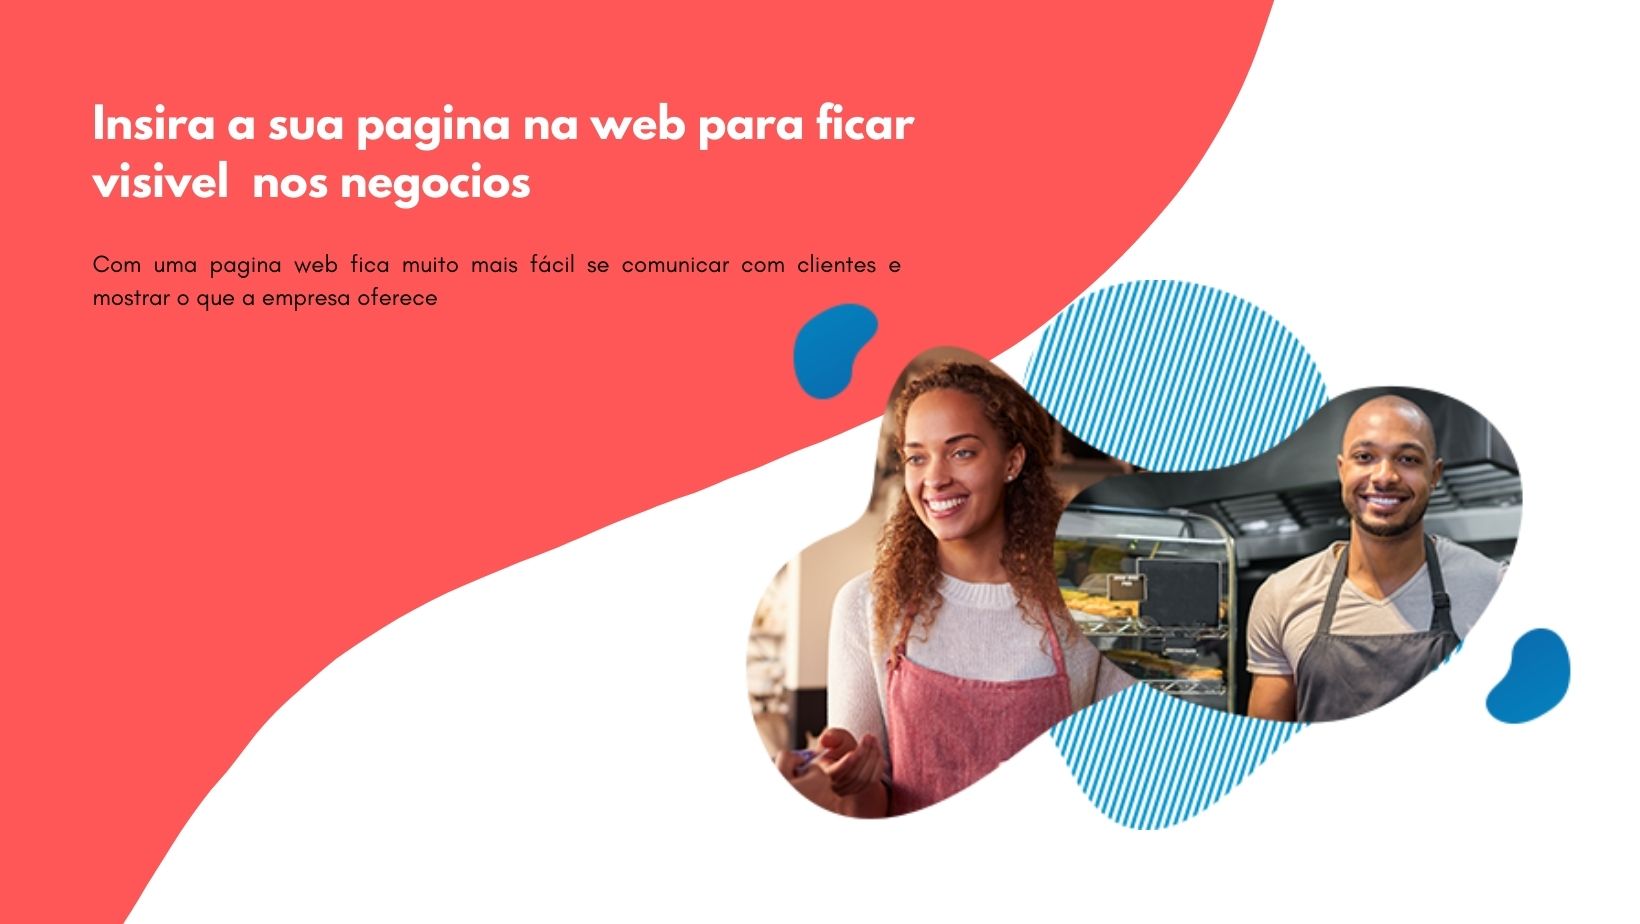 Insira a sua pagina na web para ficar
visivel  nos negocios
Com uma pagina web fica muito mais fácil se comunicar com clientes e
mostrar o que a empresa oferece